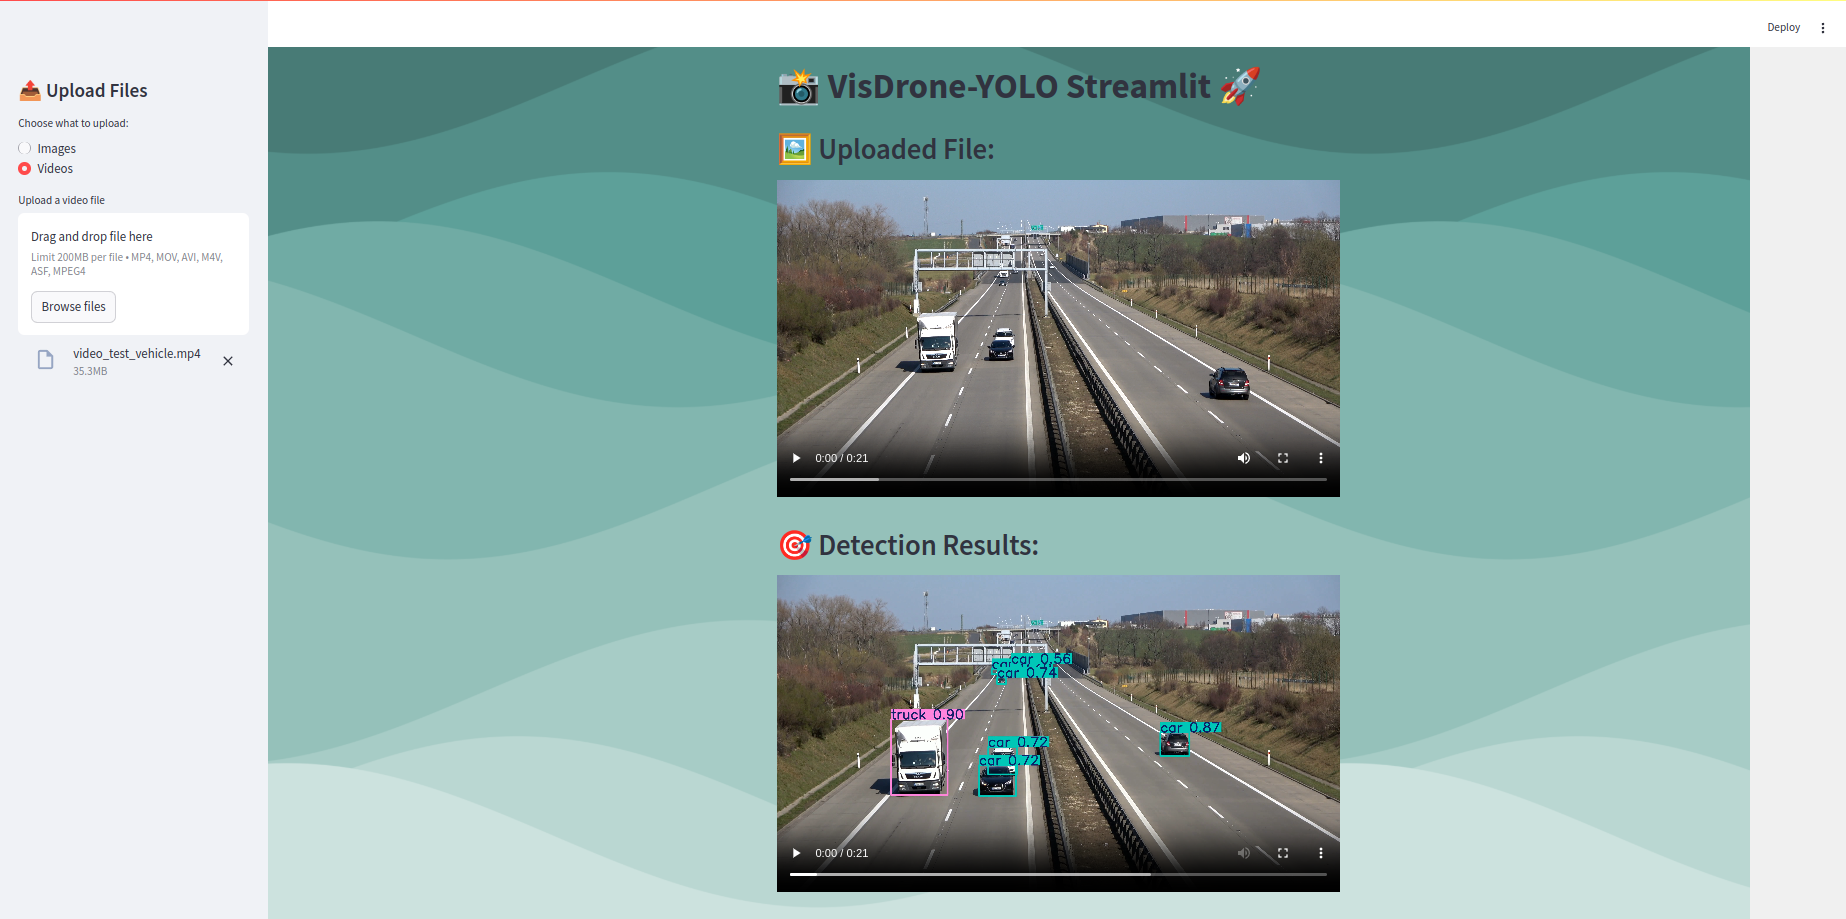 Deploy
Upload Files
Choose what to upload:
Images
Videos
Upload a video file
Drag and drop file here
Limit 200MB per file • MP4, MOV, AVI, M4V,
ASF, MPEG4
Browse files
video_test_vehicle.mp4
35.3MB
VisDrone-YOLO Streamlit
Uploaded File:
0:00 / 0:21
Detection Results:
car 0.56
car 0.74
truck 0.90
car 0.87
car 0.72
car 0.72
0:00 / 0:21